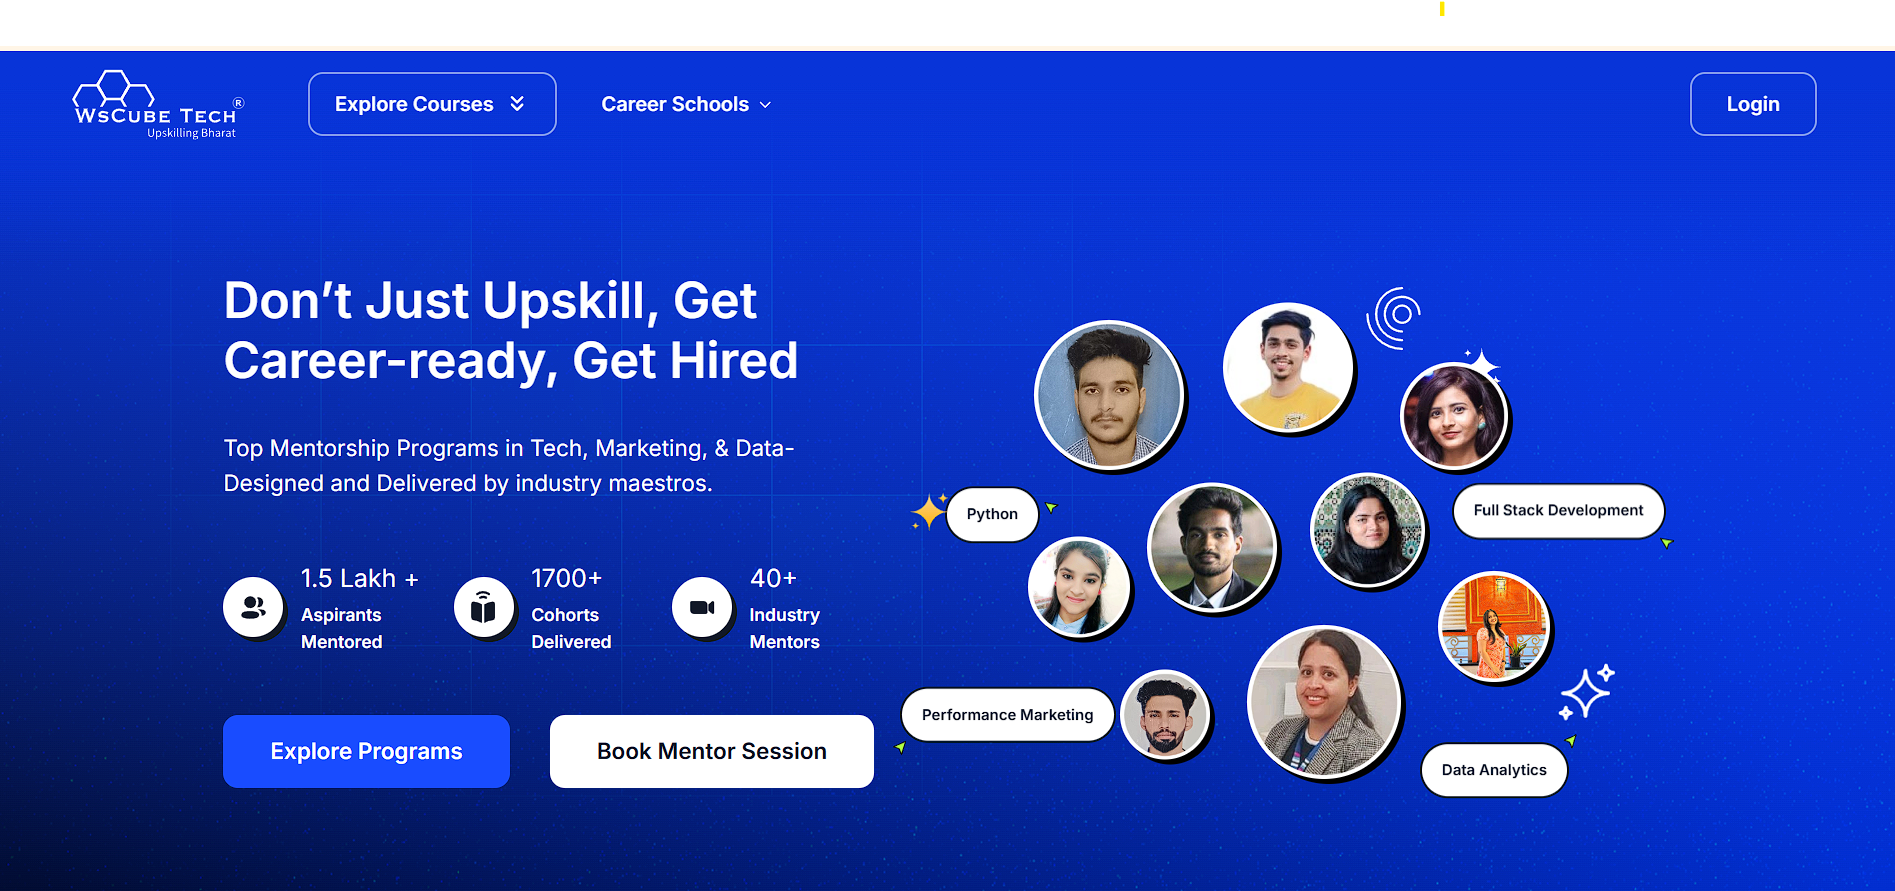 WsCube Tech®
Upskilling Bharat
Explore Courses
Career Schools
Login
Don’t Just Upskill, Get
Career-ready, Get Hired
Top Mentorship Programs in Tech, Marketing, & Data-
Designed and Delivered by industry maestros.
1.5 Lakh +
Aspirants
Mentored
1700+
Cohorts
Delivered
40+
Industry
Mentors
Explore Programs
Book Mentor Session
Python
Full Stack Development
Performance Marketing
Data Analytics